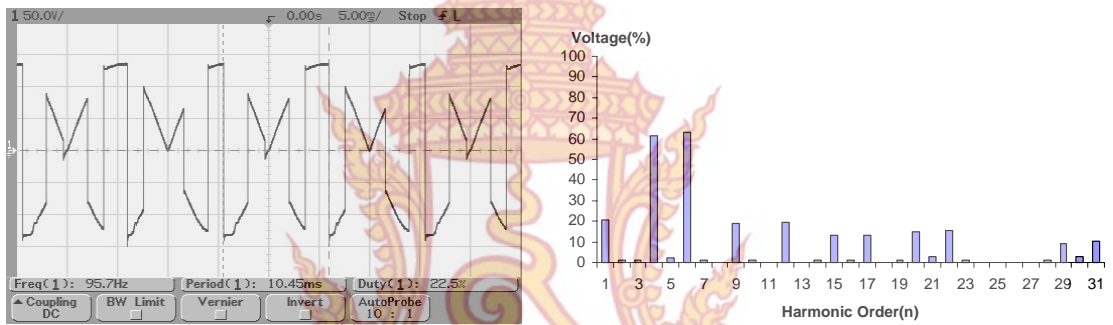 1 50.0V/ 0.00s 5.00m/ Stop L
1
Freq(1): 95.7Hz Period(1): 10.45ms Duty(1): 22.5%
Coupling BW Limit Vernier Invert AutoProbe
DC 10 : 1
Voltage(%)
100
90
80
70
60
50
40
30
20
10
0
1 3 5 7 9 11 13 15 17 19 21 23 25 27 29 31
Harmonic Order(n)